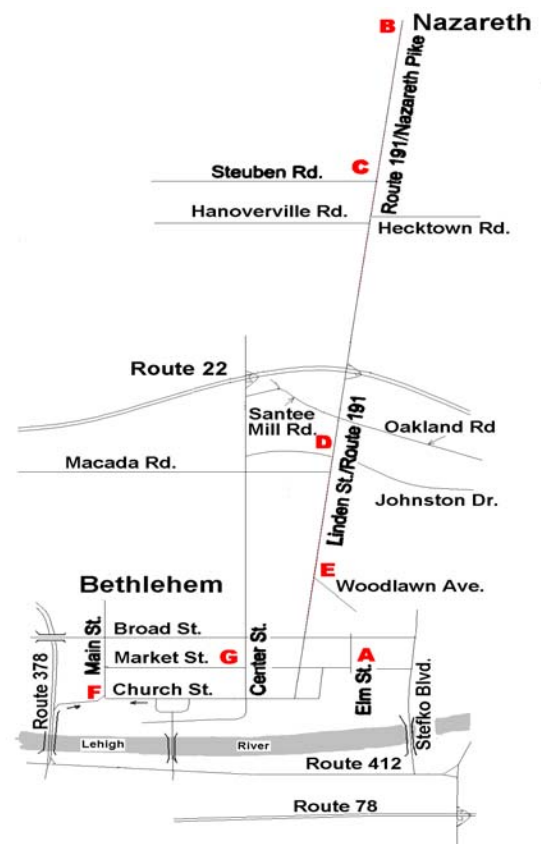 B Nazareth
Route 191/Nazareth Pike
C
Steuben Rd.
Hanoverville Rd.
Hecktown Rd.
Route 22
Santee
Mill Rd.
Oakland Rd
D
Linden St./Route 191
Macada Rd.
Johnston Dr.
E
Bethlehem
Woodlawn Ave.
Main St.
Broad St.
Market St.
G
Center St.
A
Elm St.
Stefko Blvd.
Route 378
F
Church St.
Lehigh River
Route 412
Route 78